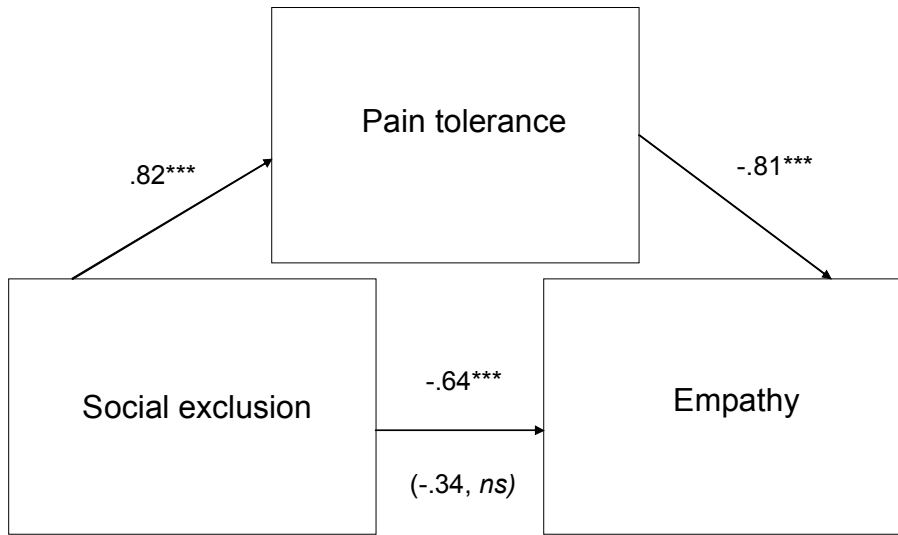 Pain tolerance
.82***
-.81***
Social exclusion
-.64***
Empathy
(-.34, ns)